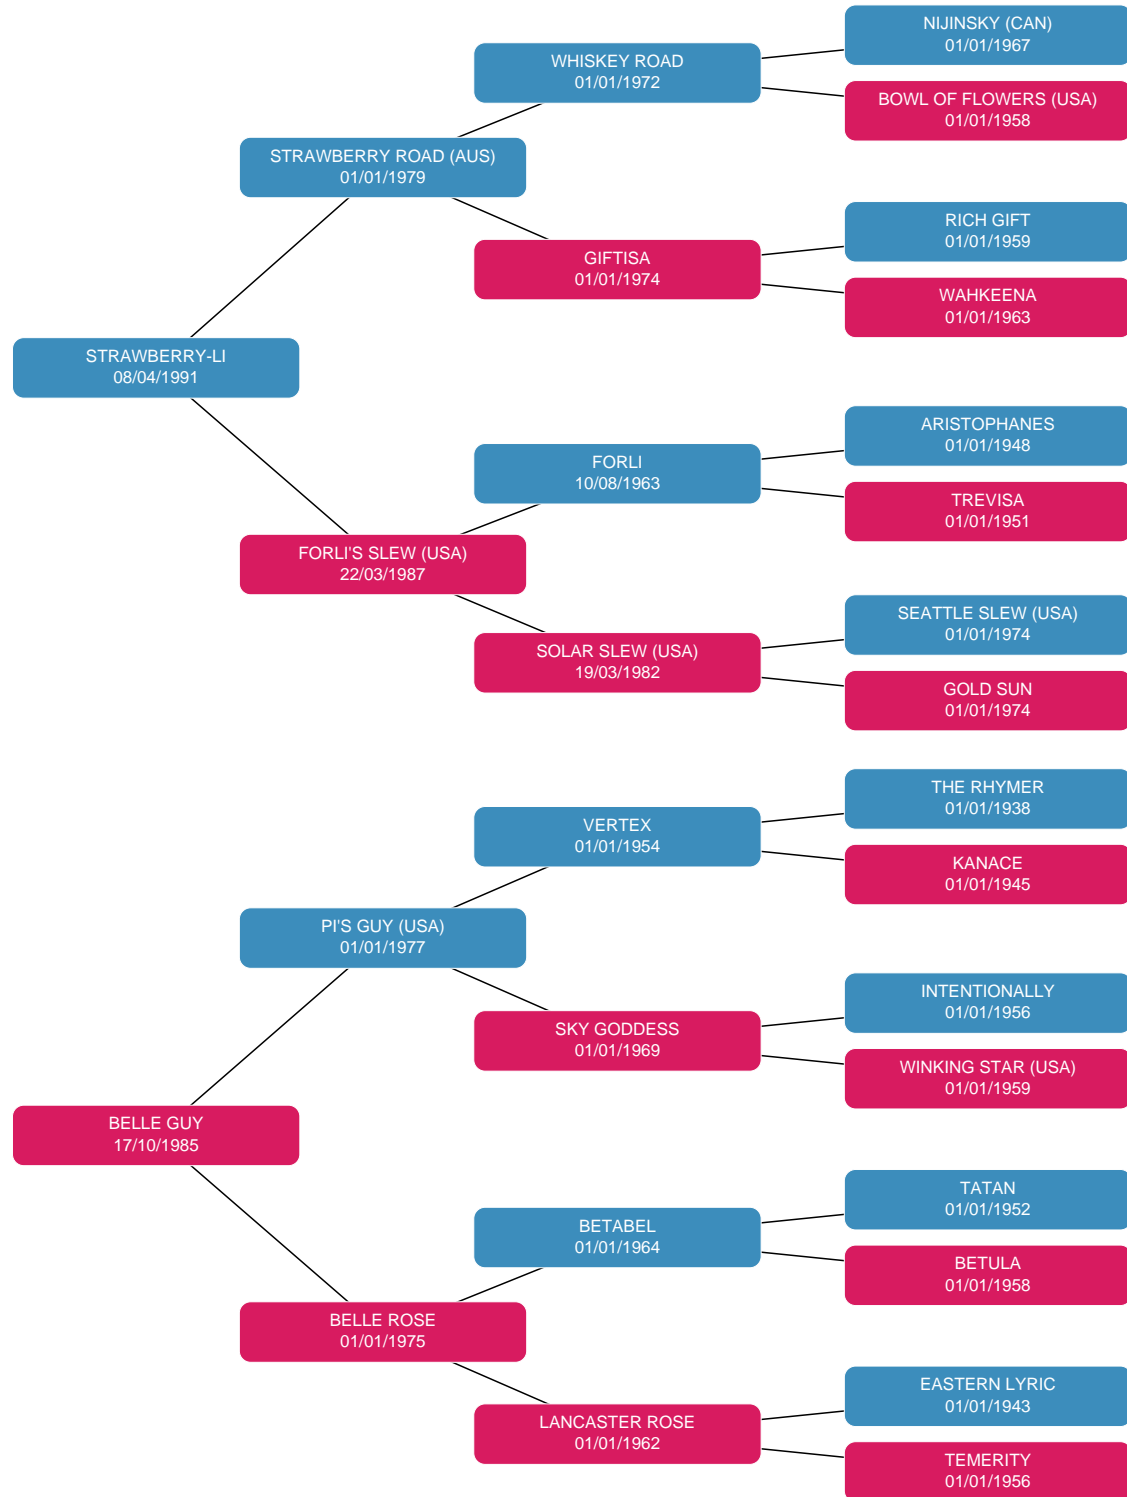 NIJINSKY (CAN)
01/01/1967
WHISKEY ROAD
01/01/1972
BOWL OF FLOWERS (USA)
01/01/1958
STRAWBERRY ROAD (AUS)
01/01/1979
RICH GIFT
01/01/1959
GIFTISA
01/01/1974
WAHKEENA
01/01/1963
STRAWBERRY-LI
08/04/1991
ARISTOPHANES
01/01/1948
FORLI
10/08/1963
TREVISA
01/01/1951
FORLI'S SLEW (USA)
22/03/1987
SEATTLE SLEW (USA)
01/01/1974
SOLAR SLEW (USA)
19/03/1982
GOLD SUN
01/01/1974
THE RHYMER
01/01/1938
VERTEX
01/01/1954
KANACE
01/01/1945
PI'S GUY (USA)
01/01/1977
INTENTIONALLY
01/01/1956
SKY GODDESS
01/01/1969
WINKING STAR (USA)
01/01/1959
BELLE GUY
17/10/1985
TATAN
01/01/1952
BETABEL
01/01/1964
BETULA
01/01/1958
BELLE ROSE
01/01/1975
EASTERN LYRIC
01/01/1943
LANCASTER ROSE
01/01/1962
TEMERITY
01/01/1956